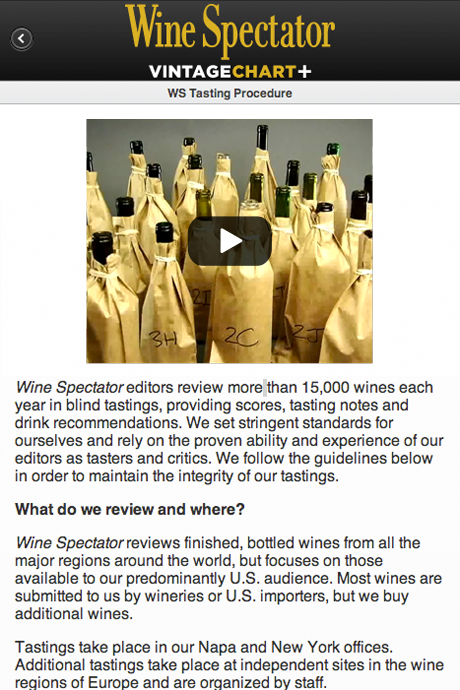 Wine Spectator
VINTAGECHART+
WS Tasting Procedure
3H
2I
2C
2J
Wine Spectator editors review more than 15,000 wines each
year in blind tastings, providing scores, tasting notes and
drink recommendations. We set stringent standards for
ourselves and rely on the proven ability and experience of our
editors as tasters and critics. We follow the guidelines below
in order to maintain the integrity of our tastings.
What do we review and where?
Wine Spectator reviews finished, bottled wines from all the
major regions around the world, but focuses on those
available to our predominantly U.S. audience. Most wines are
submitted to us by wineries or U.S. importers, but we buy
additional wines.
Tastings take place in our Napa and New York offices.
Additional tastings take place at independent sites in the wine
regions of Europe and are organized by staff.